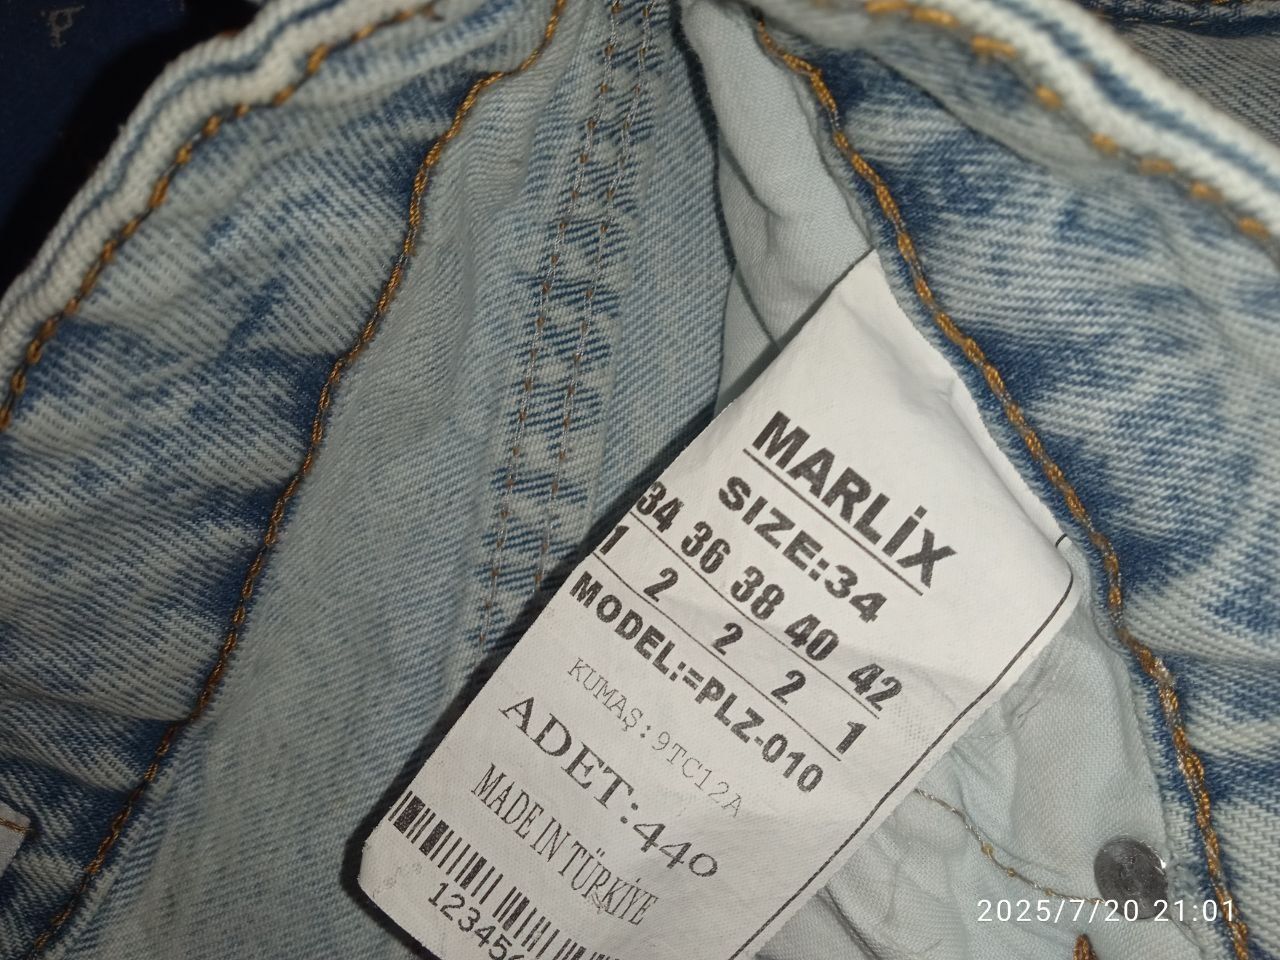 MARLİX
SIZE:34
34 36 38 40 42
1 2 2 2 1
MODEL:=PLZ-010
KUMAŞ:9TC12A
ADET:440
MADE IN TÜRKİYE
123456
2025/7/20 21:01